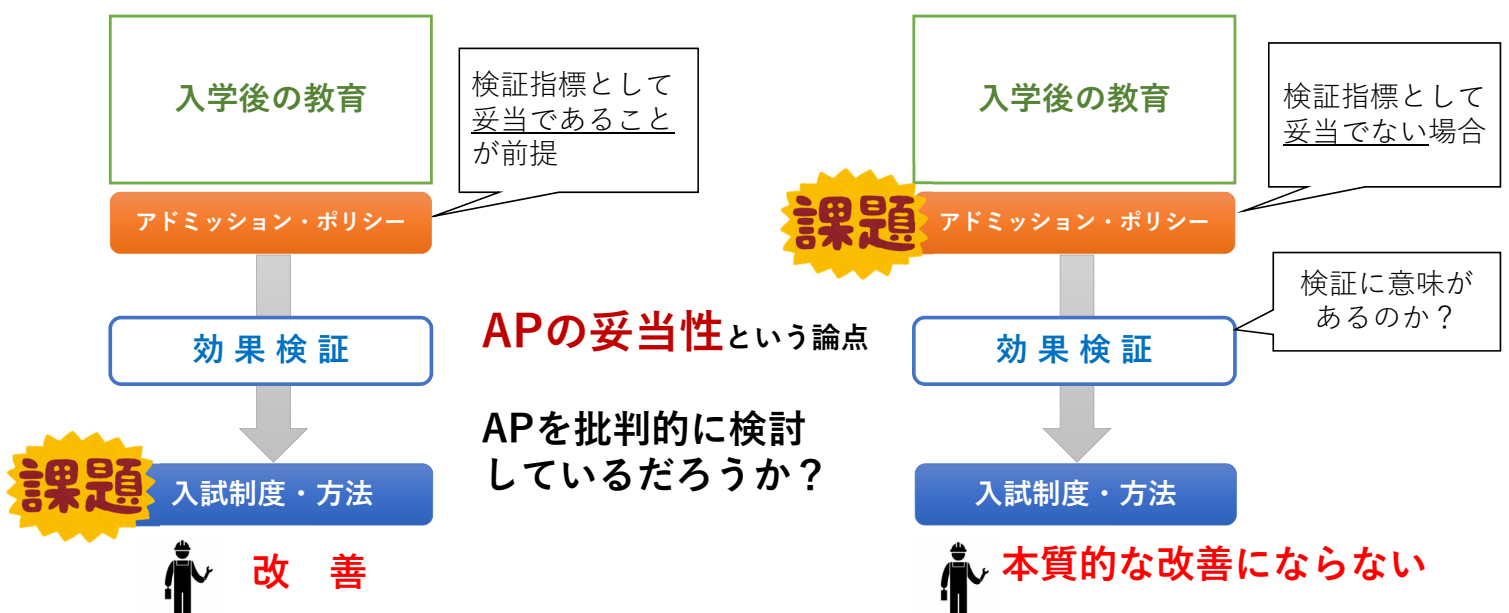 入学後の教育
検証指標として
妥当であること
が前提
アドミッション・ポリシー
効果検証
課題
入試制度・方法
改 善
APの妥当性という論点
APを批判的に検討
しているだろうか？
入学後の教育
検証指標として
妥当でない場合
課題
アドミッション・ポリシー
検証に意味が
あるのか？
効果検証
入試制度・方法
本質的な改善にならない